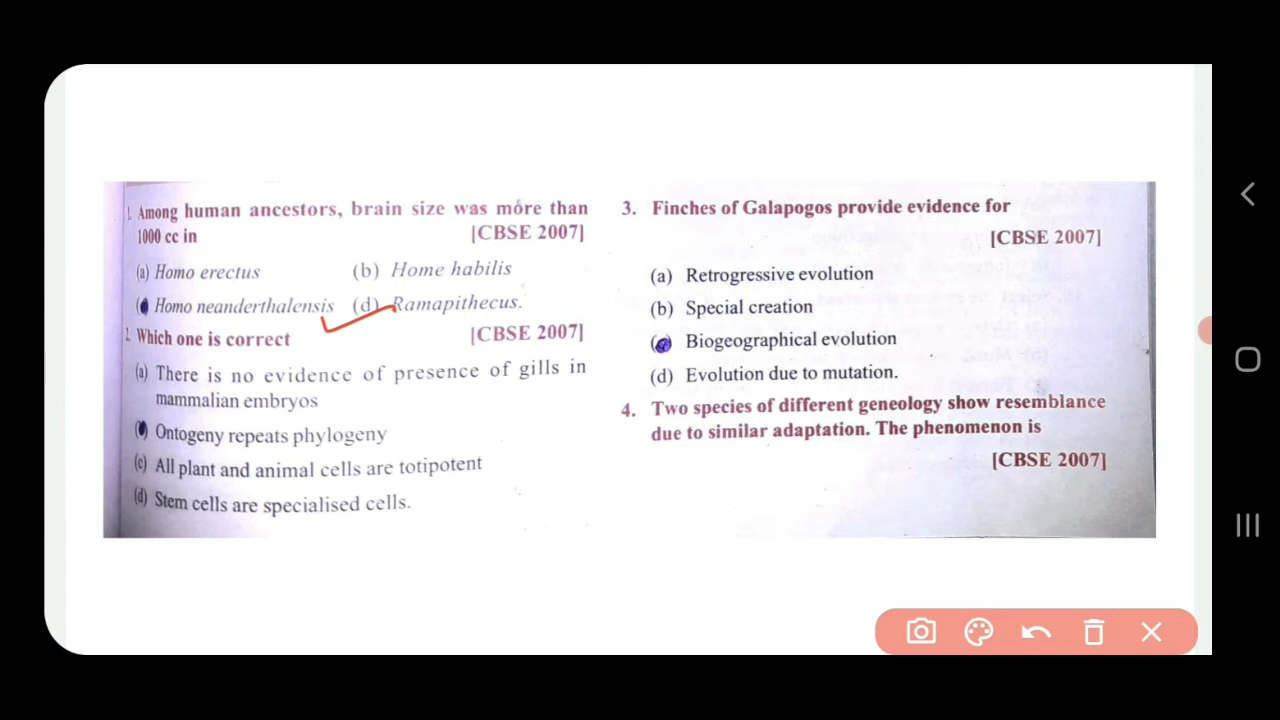 1. Among human ancestors, brain size was more than
1000 cc in [CBSE 2007]
(a) Homo erectus (b) Home habilis
(c) Homo neanderthalensis (d) Ramapithecus.
2. Which one is correct [CBSE 2007]
(a) There is no evidence of presence of gills in
mammalian embryos
(b) Ontogeny repeats phylogeny
(c) All plant and animal cells are totipotent
(d) Stem cells are specialised cells.
3. Finches of Galapogos provide evidence for
[CBSE 2007]
(a) Retrogressive evolution
(b) Special creation
(c) Biogeographical evolution
(d) Evolution due to mutation.
4. Two species of different geneology show resemblance
due to similar adaptation. The phenomenon is
[CBSE 2007]